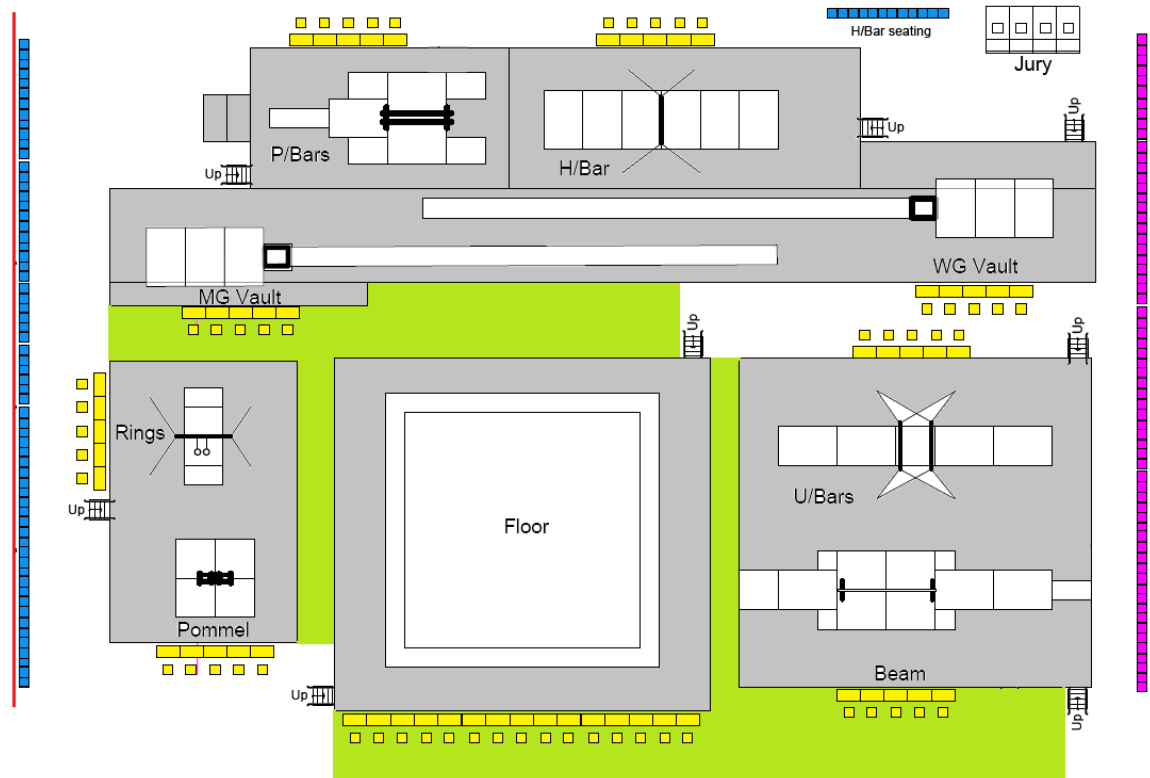 H/Bar seating
Jury
Up
Up
P/Bars
H/Bar
Up
WG Vault
MG Vault
Up
Up
Rings
U/Bars
Up
Floor
Pommel
Beam
Up
Up